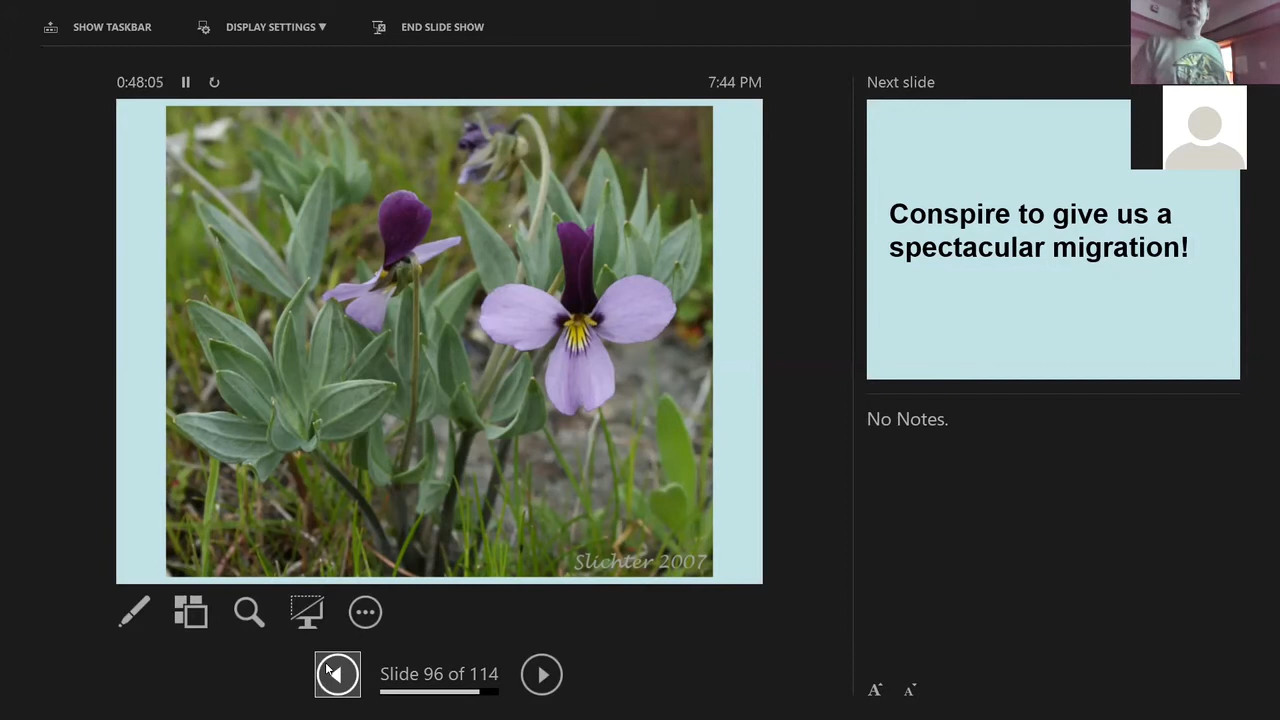 SHOW TASKBAR
DISPLAY SETTINGS ▼
END SLIDE SHOW
0:48:05
7:44 PM
Next slide
Conspire to give us a
spectacular migration!
No Notes.
Slichter 2007
Slide 96 of 114
A
A